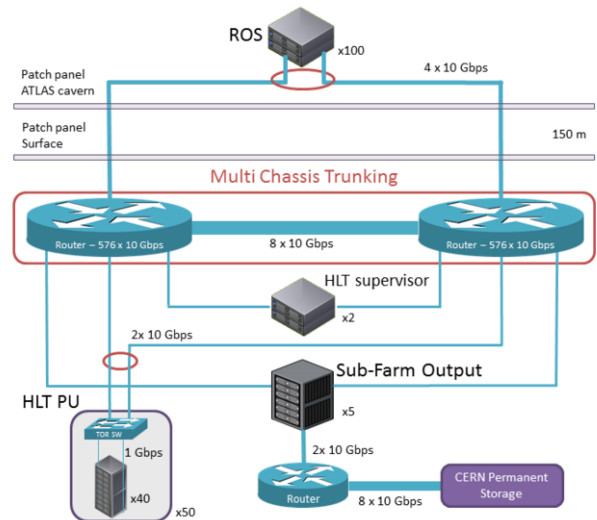 ROS
x100
4 x 10 Gbps
Patch panel
ATLAS cavern
Patch panel
Surface
150 m
Multi Chassis Trunking
Router – 576 x 10 Gbps
8 x 10 Gbps
Router – 576 x 10 Gbps
HLT supervisor
x2
2x 10 Gbps
Sub-Farm Output
x5
HLT PU
TOR SW
1 Gbps
x40
x50
2x 10 Gbps
Router
8 x 10 Gbps
CERN Permanent
Storage